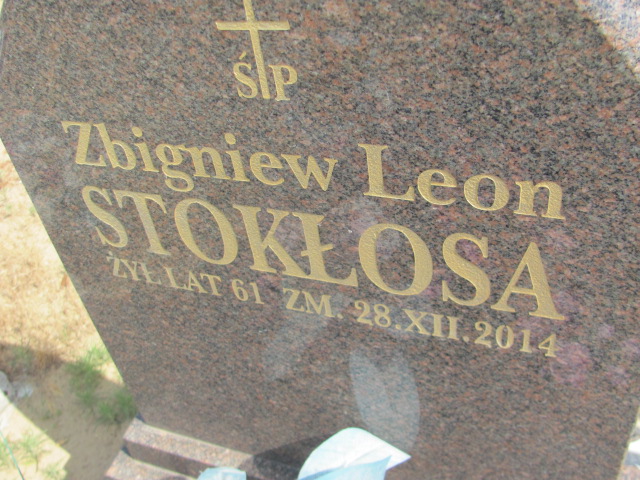 ŚP
Zbigniew Leon
STOKŁOSA
ŻYŁ LAT 61 ZM. 28.XII.2014